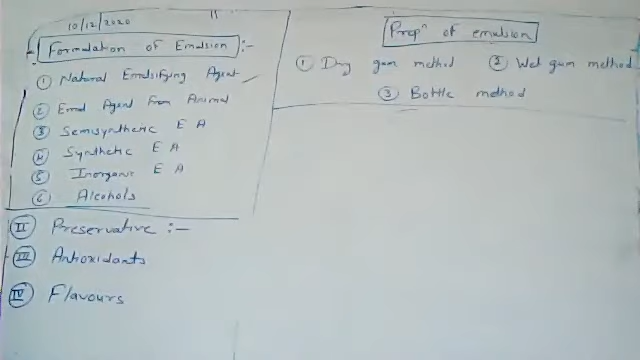 10/12/2020
Formulation of Emulsion :-
① Natural Emulsifying Agent
② Emul Agent from Animal
③ Semisynthetic E A
④ Synthetic E A
⑤ Inorganic E A
⑥ Alcohols
II Preservative :-
III Antioxidants
IV Flavours
Prepⁿ of emulsion
① Dry gum method ② Wet gum method
③ Bottle method